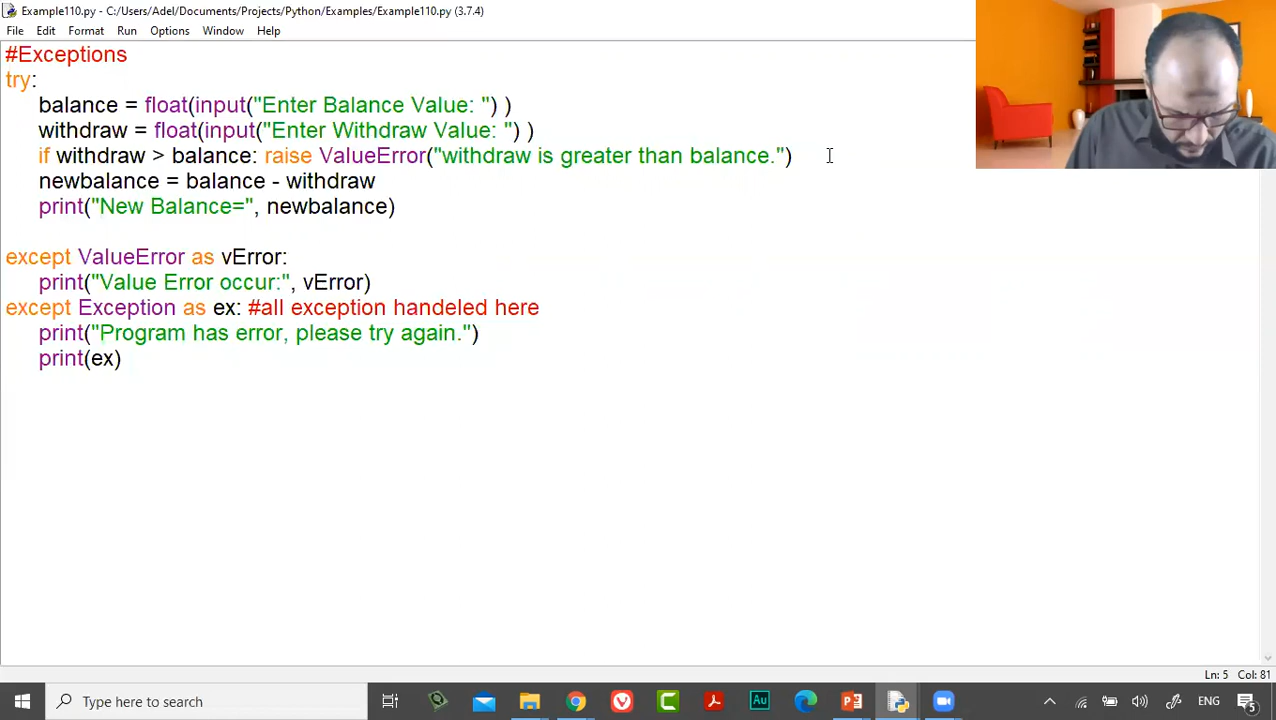 Example110.py - C:/Users/Adel/Documents/Projects/Python/Examples/Example110.py (3.7.4)
File Edit Format Run Options Window Help
#Exceptions
try:
balance = float(input("Enter Balance Value: ") )
withdraw = float(input("Enter Withdraw Value: ") )
if withdraw > balance: raise ValueError("withdraw is greater than balance.")
newbalance = balance - withdraw
print("New Balance=", newbalance)
except ValueError as vError:
print("Value Error occur:", vError)
except Exception as ex: #all exception handeled here
print("Program has error, please try again.")
print(ex)
Ln: 5 Col: 81
Type here to search
Au
ENG
5